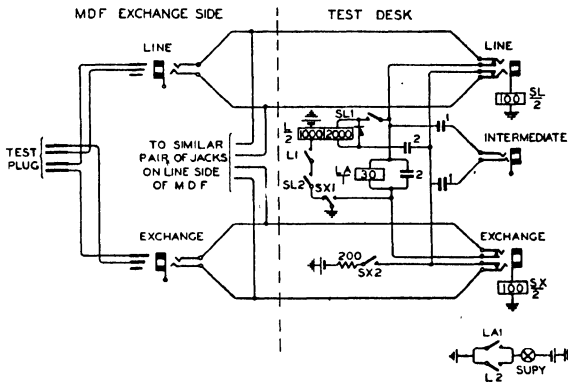 MDF EXCHANGE SIDE
TEST DESK
LINE
LINE
SL/2
100
SL1
L/2
1000 2000
1
INTERMEDIATE
TEST PLUG
TO SIMILAR
PAIR OF JACKS
ON LINE SIDE
OF MDF
L1
2
SL2
SX1
LA
30
2
1
EXCHANGE
EXCHANGE
200
SX2
SX/2
100
LA1
L2
SUPY